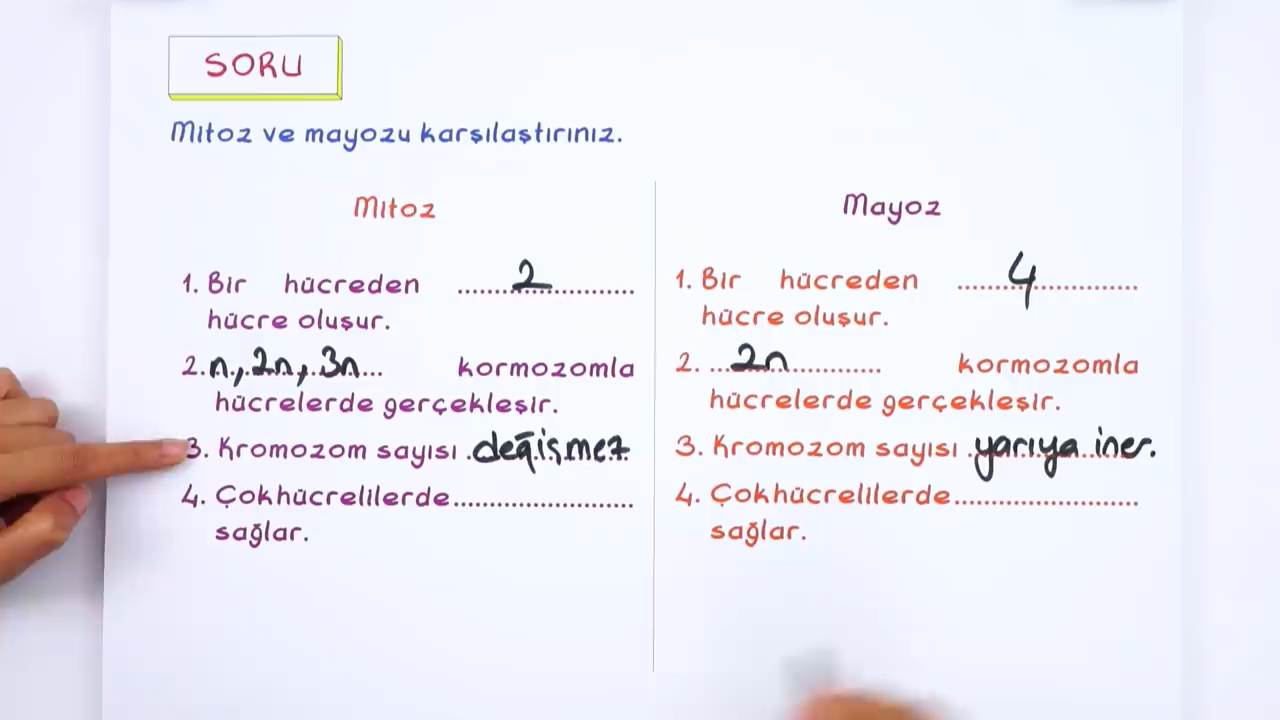 SORU
Mitoz ve mayozu karşılaştırınız.
Mitoz
1. Bir hücreden ......2......
hücre oluşur.
2. n, 2n, 3n... kormozomla
hücrelerde gerçekleşir.
3. Kromozom sayısı değişmez
4. Çokhücrelilerde........................
sağlar.
Mayoz
1. Bir hücreden ......4......
hücre oluşur.
2. ...2n............ kormozomla
hücrelerde gerçekleşir.
3. Kromozom sayısı yarıya iner.
4. Çokhücrelilerde........................
sağlar.